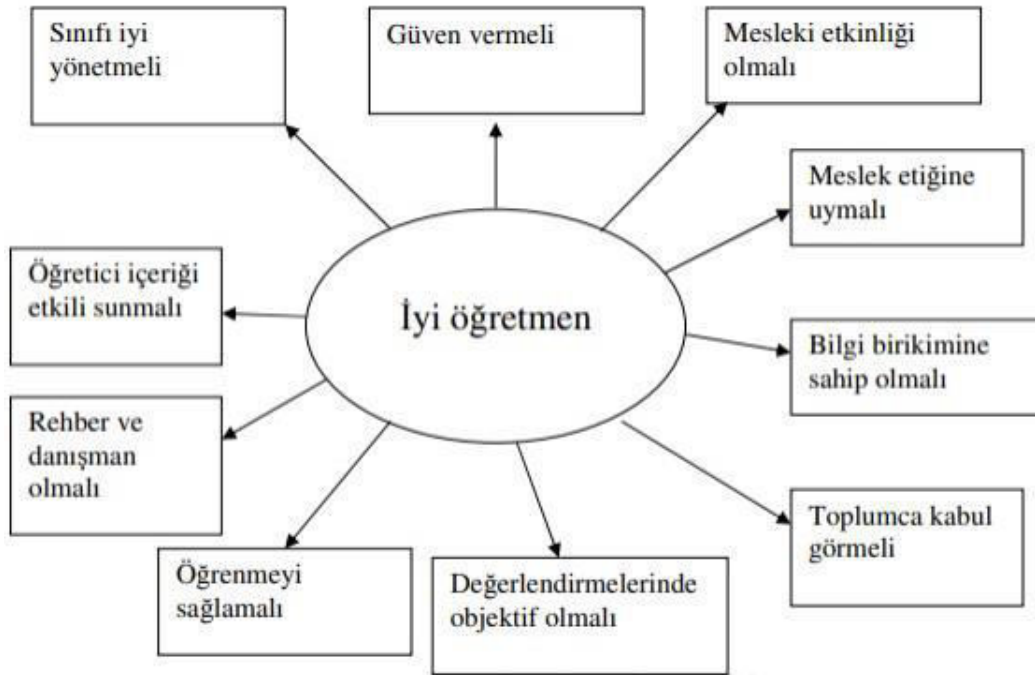 Sınıfı iyi
yönetmeli
Güven vermeli
Mesleki etkinliği
olmalı
Meslek etiğine
uymalı
Öğretici içeriği
etkili sunmalı
İyi öğretmen
Bilgi birikimine
sahip olmalı
Rehber ve
danışman
olmalı
Toplumca kabul
görmeli
Öğrenmeyi
sağlamalı
Değerlendirmelerinde
objektif olmalı